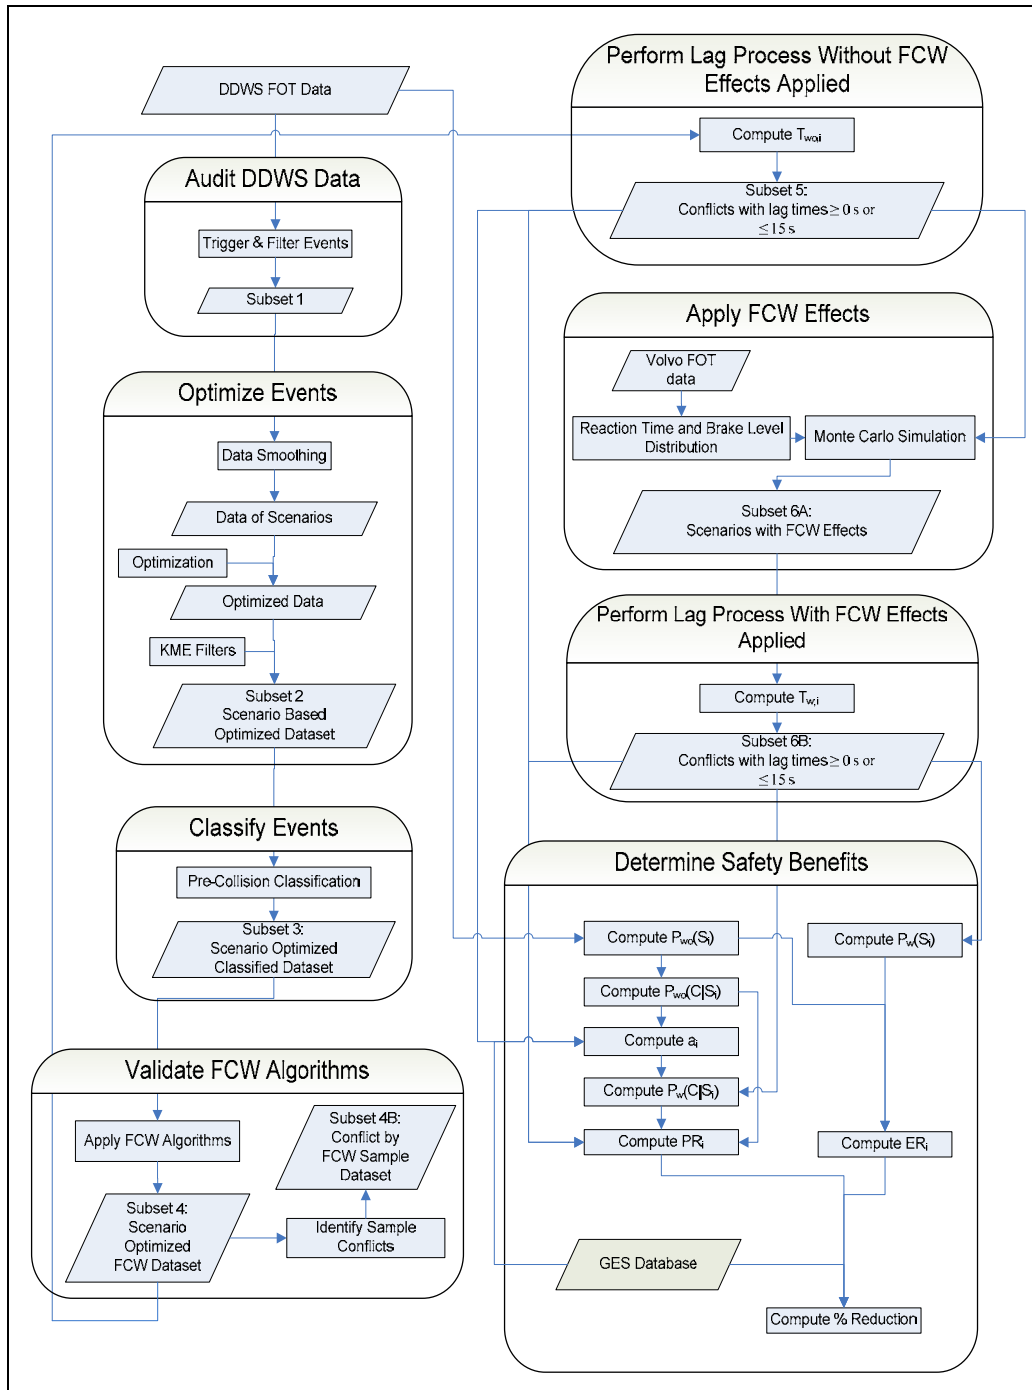 DDWS FOT Data
Audit DDWS Data
Trigger & Filter Events
Subset 1
Optimize Events
Data Smoothing
Data of Scenarios
Optimization
Optimized Data
KME Filters
Subset 2
Scenario Based
Optimized Dataset
Classify Events
Pre-Collision Classification
Subset 3:
Scenario Optimized
Classified Dataset
Validate FCW Algorithms
Apply FCW Algorithms
Subset 4:
Scenario
Optimized
FCW Dataset
Identify Sample
Conflicts
Subset 4B:
Conflict by
FCW Sample
Dataset
Perform Lag Process Without FCW
Effects Applied
Compute Two,i
Subset 5:
Conflicts with lag times ≥ 0 s or
≤ 15 s
Apply FCW Effects
Volvo FOT
data
Reaction Time and Brake Level
Distribution
Monte Carlo Simulation
Subset 6A:
Scenarios with FCW Effects
Perform Lag Process With FCW Effects
Applied
Compute Tw,i
Subset 6B:
Conflicts with lag times ≥ 0 s or
≤ 15 s
Determine Safety Benefits
Compute Pwo(Si)
Compute Pw(Si)
Compute Pwo(C|Si)
Compute ai
Compute Pw(C|Si)
Compute PRi
Compute ERi
GES Database
Compute % Reduction